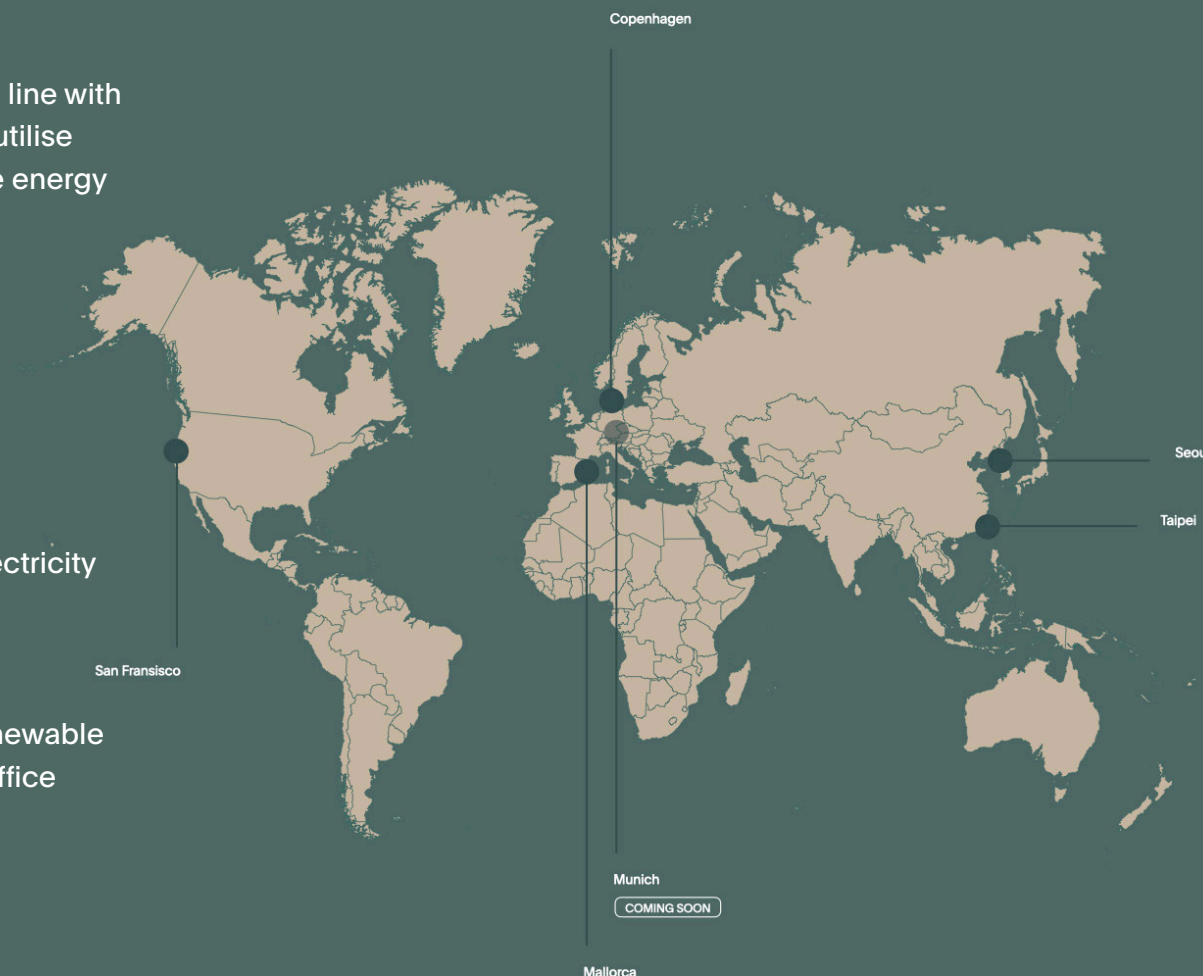 Copenhagen
line with
utilise
energy
Seou
Taipei
ectricity
San Fransisco
newable
ffice
Munich
COMING SOON
Mallorca